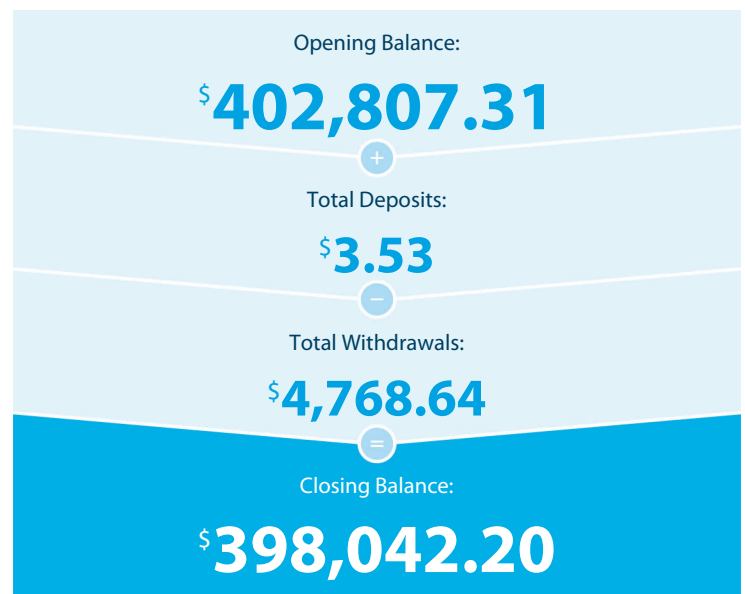 Opening Balance:
$402,807.31
+
Total Deposits:
$3.53
−
Total Withdrawals:
$4,768.64
=
Closing Balance:
$398,042.20